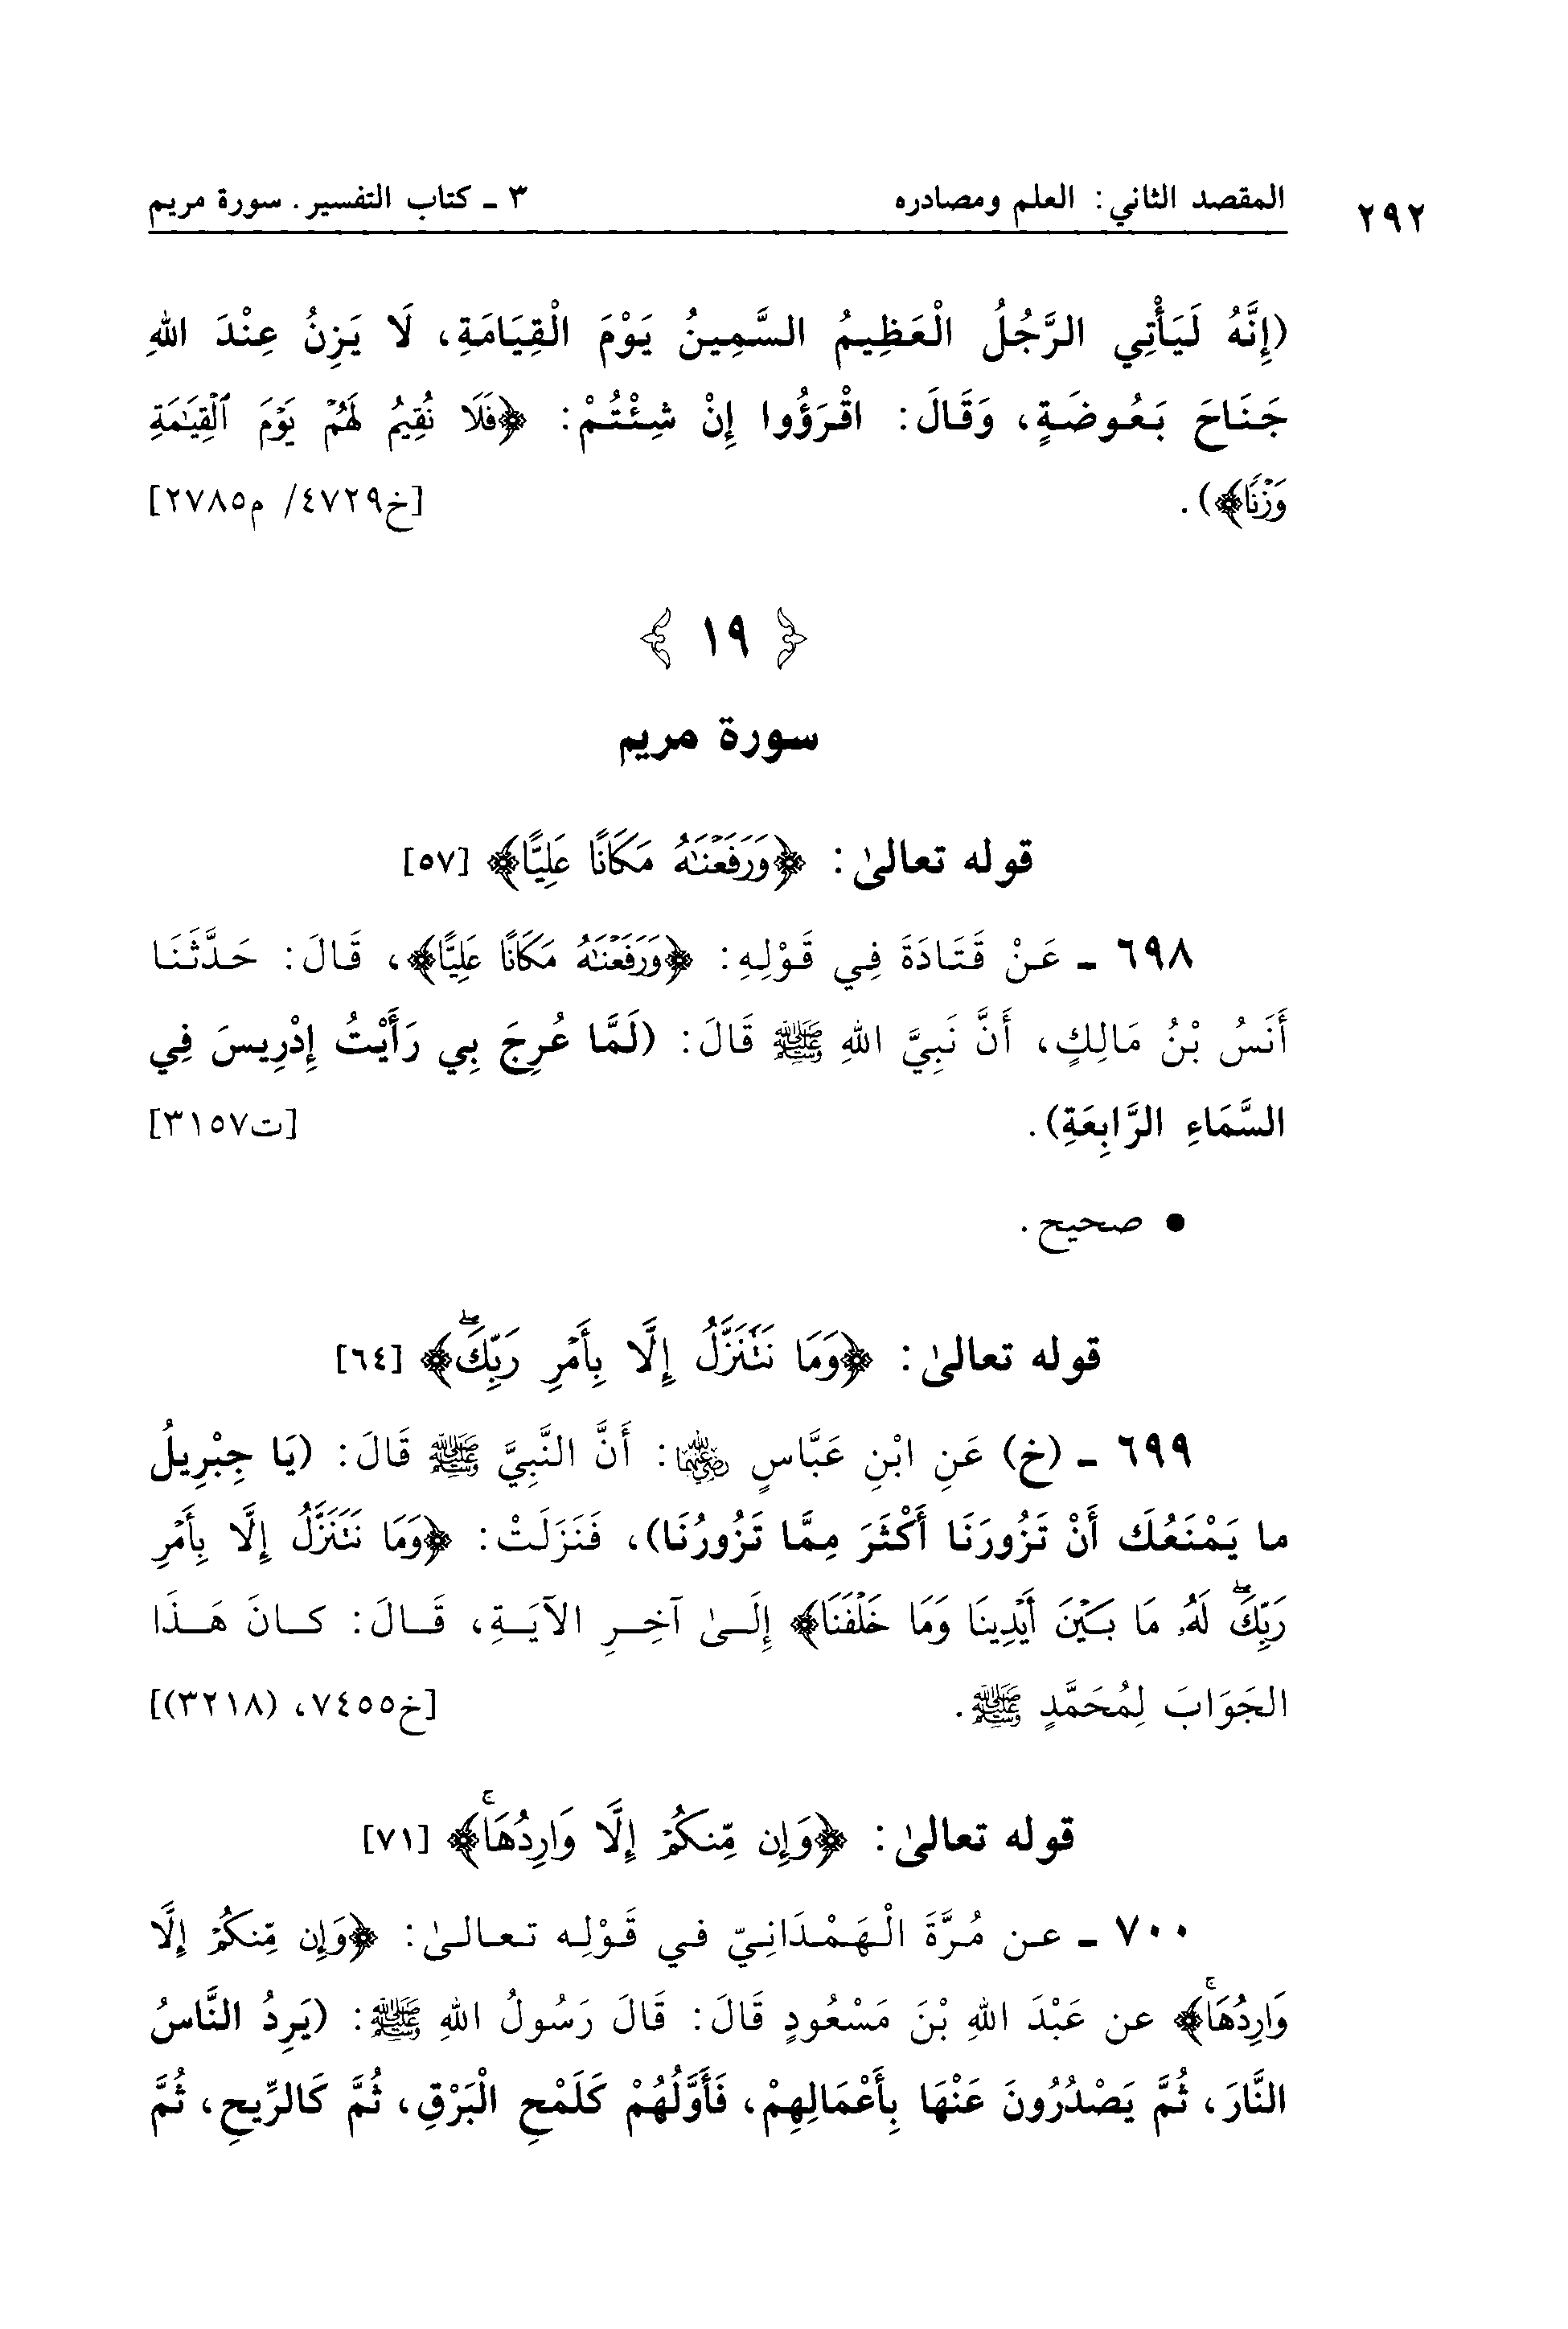 ٢٩٢ المقصد الثاني: العلم ومصادره ٣ ـ كتاب التفسير. سورة مريم
(إِنَّهُ لَيَأْتِي الرَّجُلُ الْعَظِيمُ السَّمِينُ يَوْمَ الْقِيَامَةِ، لَا يَزِنُ عِنْدَ اللهِ
جَنَاحَ بَعُوضَةٍ، وَقَالَ: اقْرَؤُوا إِنْ شِئْتُمْ: ﴿فَلَا نُقِيمُ لَهُمْ يَوْمَ ٱلْقِيَٰمَةِ
وَزْنًا﴾). [خ٤٧٢٩/ م٢٧٨٥]
﴿ ١٩ ﴾
سورة مريم
قوله تعالىٰ: ﴿وَرَفَعْنَٰهُ مَكَانًا عَلِيًّا﴾ [٥٧]
٦٩٨ ـ عَنْ قَتَادَةَ فِي قَوْلِهِ: ﴿وَرَفَعْنَٰهُ مَكَانًا عَلِيًّا﴾، قَالَ: حَدَّثَنَا
أَنَسُ بْنُ مَالِكٍ، أَنَّ نَبِيَّ اللهِ ﷺ قَالَ: (لَمَّا عُرِجَ بِي رَأَيْتُ إِدْرِيسَ فِي
السَّمَاءِ الرَّابِعَةِ). [ت٣١٥٧]
● صحيح.
قوله تعالىٰ: ﴿وَمَا نَتَنَزَّلُ إِلَّا بِأَمْرِ رَبِّكَۖ﴾ [٦٤]
٦٩٩ ـ (خ) عَنِ ابْنِ عَبَّاسٍ رضي الله عنهما: أَنَّ النَّبِيَّ ﷺ قَالَ: (يَا جِبْرِيلُ
ما يَمْنَعُكَ أَنْ تَزُورَنَا أَكْثَرَ مِمَّا تَزُورُنَا)، فَنَزَلَتْ: ﴿وَمَا نَتَنَزَّلُ إِلَّا بِأَمْرِ
رَبِّكَۖ لَهُۥ مَا بَيْنَ أَيْدِينَا وَمَا خَلْفَنَا﴾ إِلَىٰ آخِرِ الآيَةِ، قَالَ: كانَ هَذَا
الجَوَابَ لِمُحَمَّدٍ ﷺ. [خ٧٤٥٥، (٣٢١٨)]
قوله تعالىٰ: ﴿وَإِن مِّنكُمْ إِلَّا وَارِدُهَاۚ﴾ [٧١]
٧٠٠ ـ عن مُرَّةَ الْهَمْدَانِيّ في قَوْلِه تعالىٰ: ﴿وَإِن مِّنكُمْ إِلَّا
وَارِدُهَاۚ﴾ عن عَبْدَ اللهِ بْنَ مَسْعُودٍ قَالَ: قَالَ رَسُولُ اللهِ ﷺ: (يَرِدُ النَّاسُ
النَّارَ، ثُمَّ يَصْدُرُونَ عَنْهَا بِأَعْمَالِهِمْ، فَأَوَّلُهُمْ كَلَمْحِ الْبَرْقِ، ثُمَّ كَالرِّيحِ، ثُمَّ